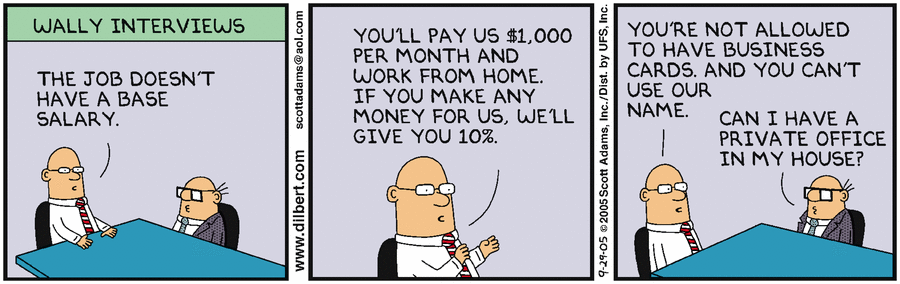 WALLY INTERVIEWS
THE JOB DOESN'T
HAVE A BASE
SALARY.
www.dilbert.com
scottadams@aol.com
YOU'LL PAY US $1,000
PER MONTH AND
WORK FROM HOME.
IF YOU MAKE ANY
MONEY FOR US, WE'LL
GIVE YOU 10%.
9-29-05 © 2005 Scott Adams, Inc./Dist. by UFS, Inc.
YOU'RE NOT ALLOWED
TO HAVE BUSINESS
CARDS. AND YOU CAN'T
USE OUR
NAME.
CAN I HAVE A
PRIVATE OFFICE
IN MY HOUSE?